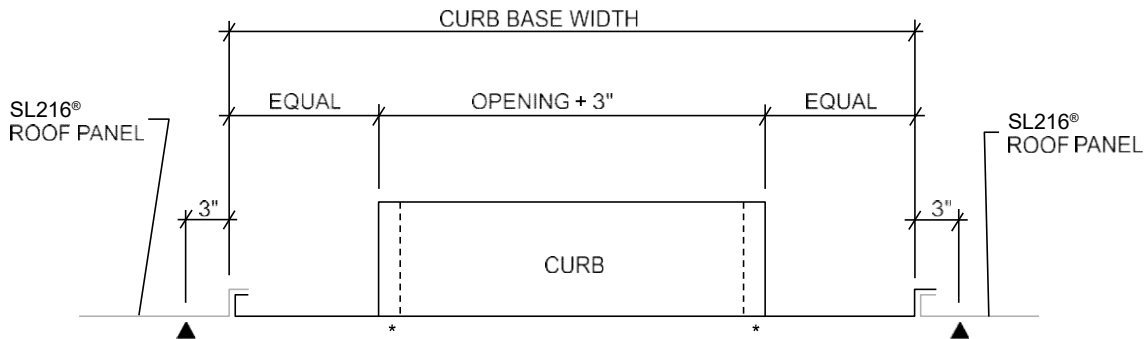 CURB BASE WIDTH
EQUAL
OPENING + 3"
EQUAL
SL216®
ROOF PANEL
SL216®
ROOF PANEL
3"
3"
CURB
*
*